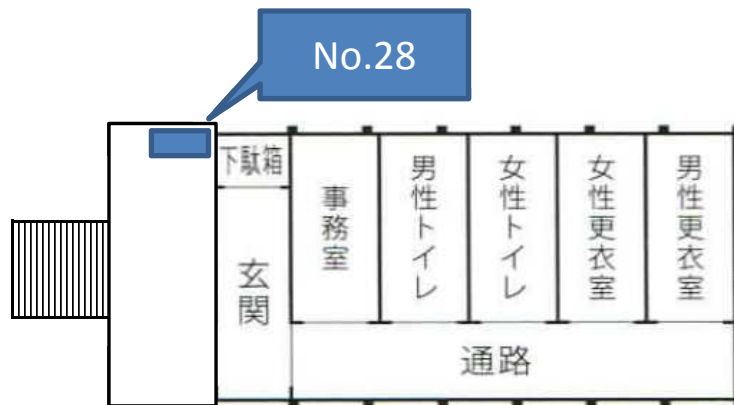 No.28
下駄箱
玄関
事務室
男性トイレ
女性トイレ
女性更衣室
男性更衣室
通路